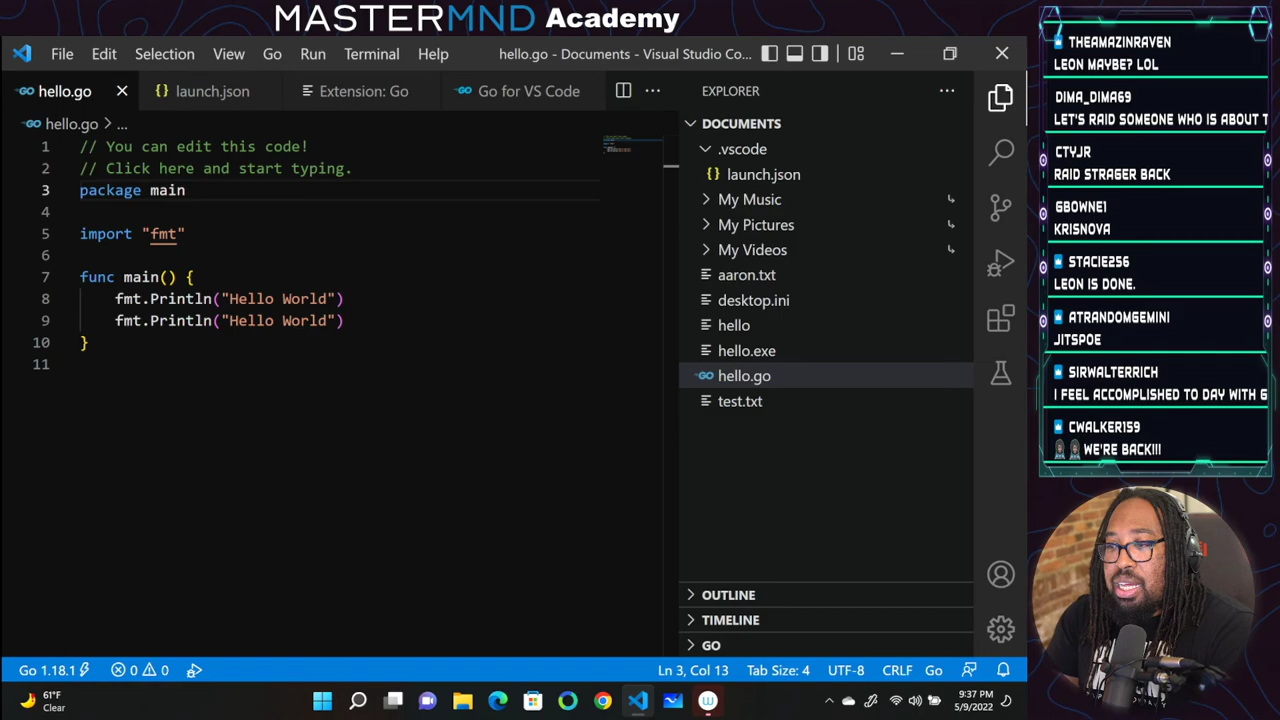 MASTERMND Academy
File Edit Selection View Go Run Terminal Help hello.go - Documents - Visual Studio Co...
hello.go launch.json Extension: Go Go for VS Code
hello.go > ...
1 // You can edit this code!
2 // Click here and start typing.
3 package main
4
5 import "fmt"
6
7 func main() {
8 fmt.Println("Hello World")
9 fmt.Println("Hello World")
10 }
11
EXPLORER
DOCUMENTS
.vscode
{} launch.json
My Music
My Pictures
My Videos
aaron.txt
desktop.ini
hello
hello.exe
hello.go
test.txt
OUTLINE
TIMELINE
GO
Go 1.18.1 0 0 Ln 3, Col 13 Tab Size: 4 UTF-8 CRLF Go
61°F
Clear
9:37 PM
5/9/2022
THEAMAZINRAVEN
LEON MAYBE? LOL
DIMA_DIMA69
LET'S RAID SOMEONE WHO IS ABOUT T
CTYJR
RAID STRAGER BACK
GBOWNE1
KRISNOVA
STACIE256
LEON IS DONE.
ATRANDOMGEMINI
JITSPOE
SIRWALTERRICH
I FEEL ACCOMPLISHED TO DAY WITH G
CWALKER159
WE'RE BACK!!!